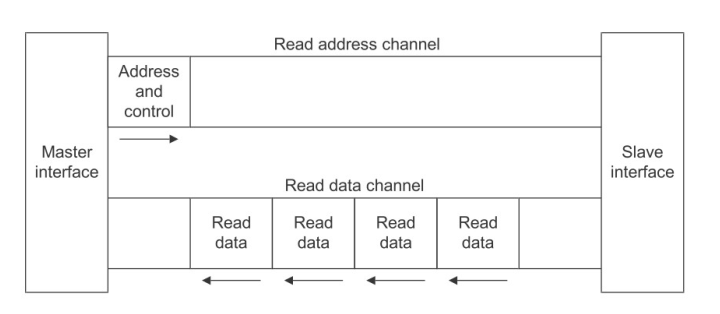 Read address channel
Address
and
control
Master
interface
Slave
interface
Read data channel
Read
data
Read
data
Read
data
Read
data